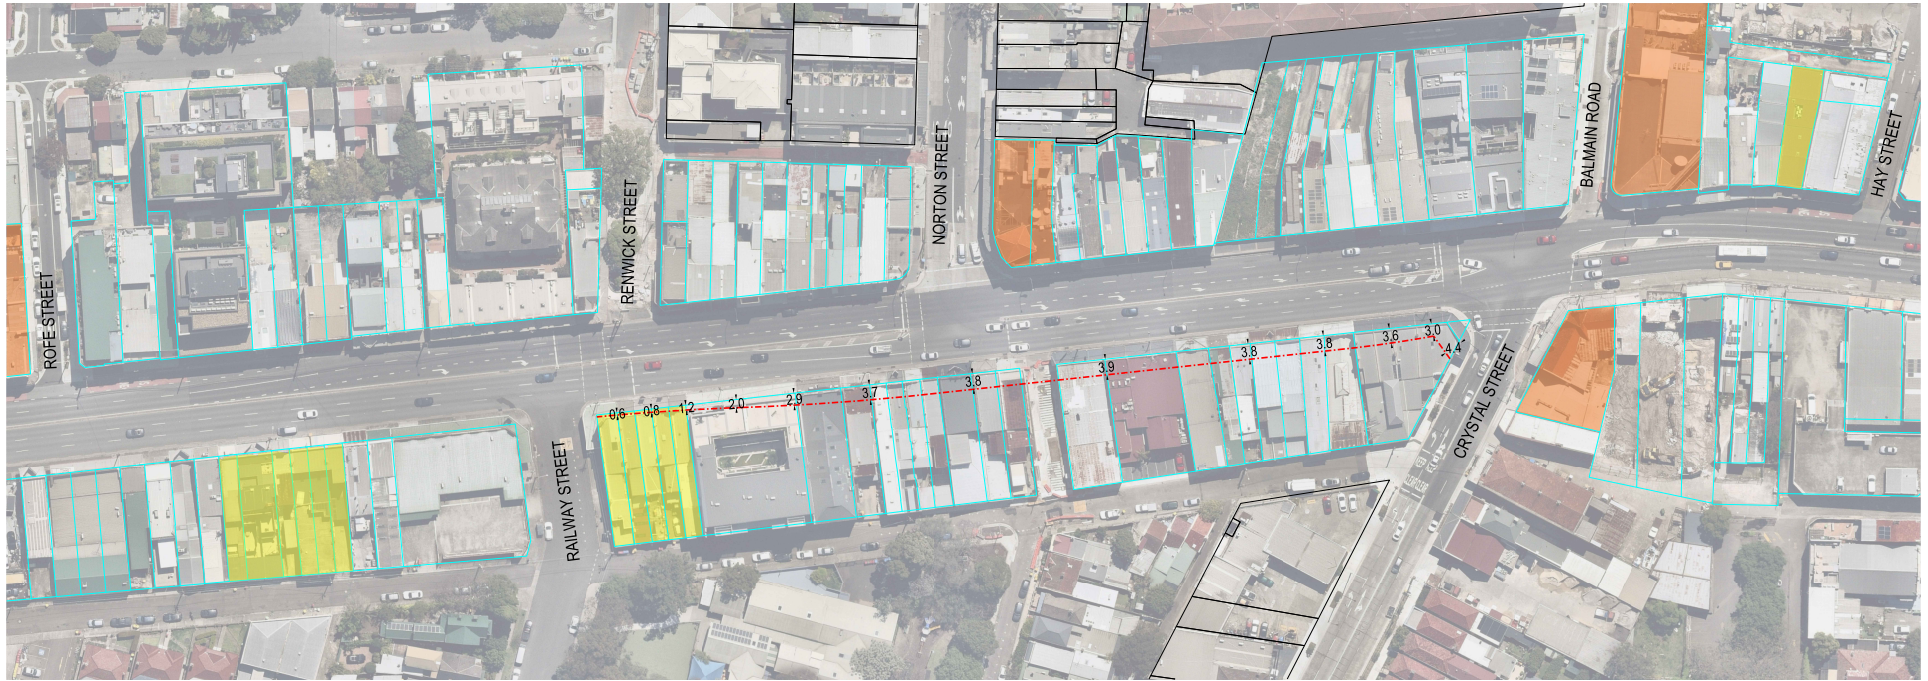 ROFE STREET
RENWICK STREET
NORTON STREET
BALMAIN ROAD
HAY STREET
RAILWAY STREET
CRYSTAL STREET
0.6
0.8
1.2
2.0
2.9
3.7
3.8
3.9
3.8
3.8
3.6
3.0
4.4